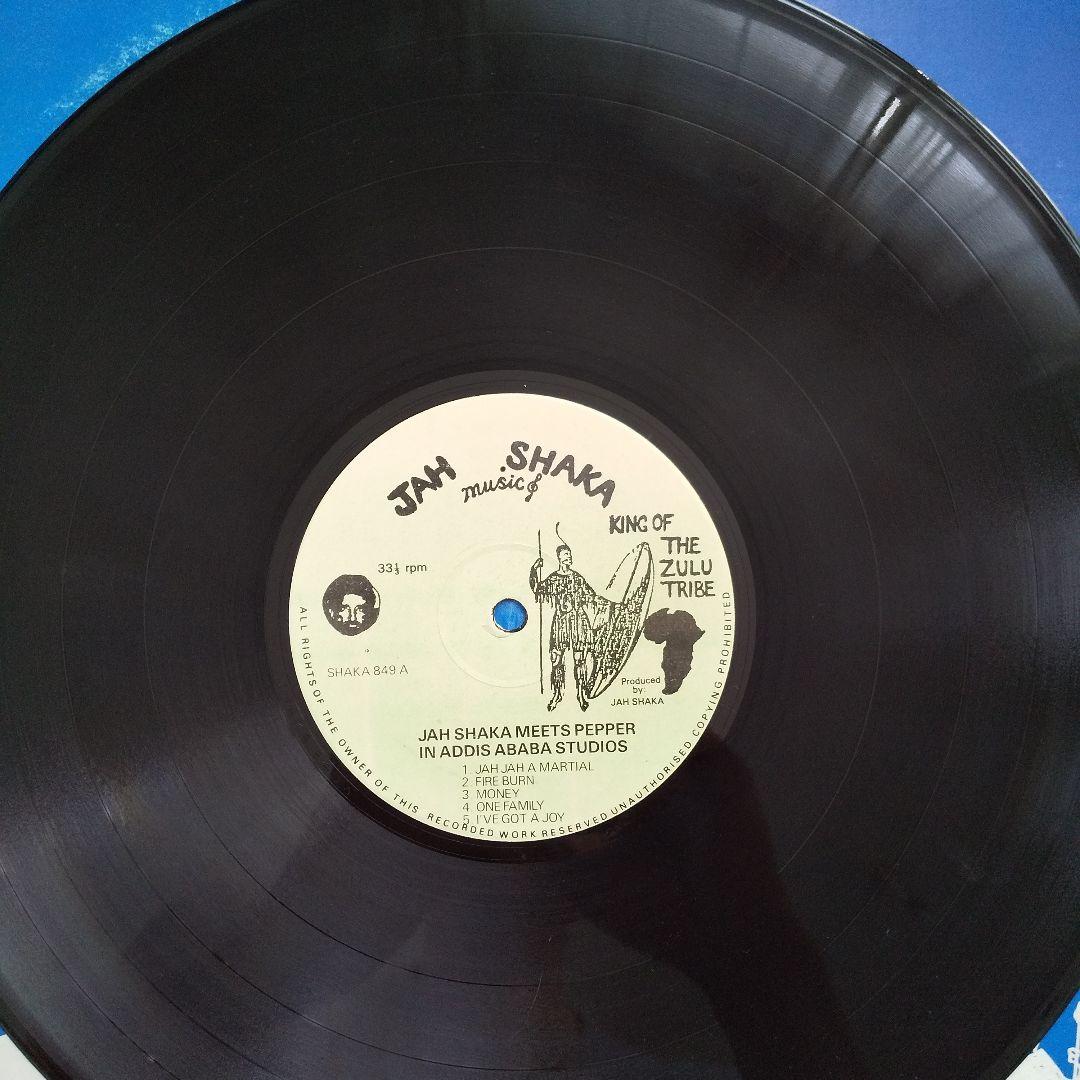 JAH SHAKA
music
KING OF
THE
ZULU
TRIBE
33⅓ rpm
SHAKA 849 A
Produced
by:
JAH SHAKA
JAH SHAKA MEETS PEPPER
IN ADDIS ABABA STUDIOS
1. JAH JAH A MARTIAL
2. FIRE BURN
3. MONEY
4. ONE FAMILY
5. I'VE GOT A JOY
ALL RIGHTS OF THE OWNER OF THIS RECORDED WORK RESERVED UNAUTHORISED COPYING PROHIBITED